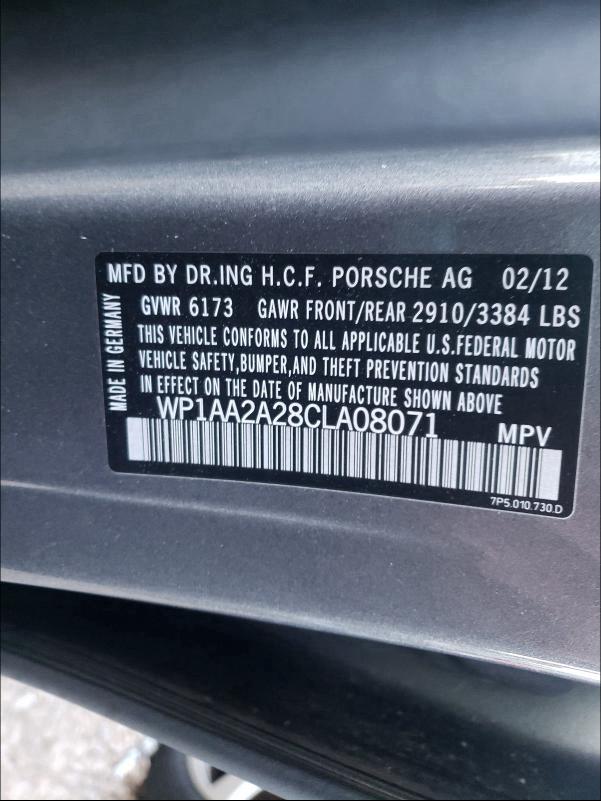 MFD BY DR.ING H.C.F. PORSCHE AG 02/12
GVWR 6173 GAWR FRONT/REAR 2910/3384 LBS
THIS VEHICLE CONFORMS TO ALL APPLICABLE U.S.FEDERAL MOTOR
VEHICLE SAFETY,BUMPER,AND THEFT PREVENTION STANDARDS
IN EFFECT ON THE DATE OF MANUFACTURE SHOWN ABOVE
WP1AA2A28CLA08071 MPV
7P5.010.730.D
MADE IN GERMANY